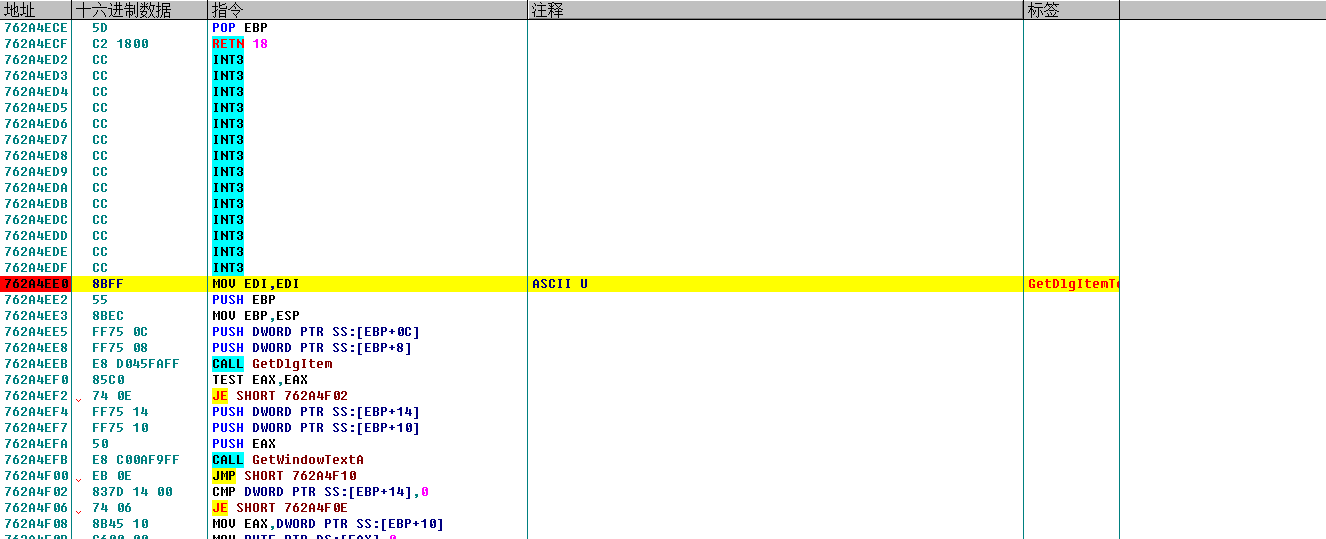 地址 十六进制数据 指令 注释 标签
762A4ECE 5D POP EBP
762A4ECF C2 1800 RETN 18
762A4ED2 CC INT3
762A4ED3 CC INT3
762A4ED4 CC INT3
762A4ED5 CC INT3
762A4ED6 CC INT3
762A4ED7 CC INT3
762A4ED8 CC INT3
762A4ED9 CC INT3
762A4EDA CC INT3
762A4EDB CC INT3
762A4EDC CC INT3
762A4EDD CC INT3
762A4EDE CC INT3
762A4EDF CC INT3
762A4EE0 8BFF MOV EDI,EDI ASCII U GetDlgItemTe
762A4EE2 55 PUSH EBP
762A4EE3 8BEC MOV EBP,ESP
762A4EE5 FF75 0C PUSH DWORD PTR SS:[EBP+0C]
762A4EE8 FF75 08 PUSH DWORD PTR SS:[EBP+8]
762A4EEB E8 D045FAFF CALL GetDlgItem
762A4EF0 85C0 TEST EAX,EAX
762A4EF2 74 0E JE SHORT 762A4F02
762A4EF4 FF75 14 PUSH DWORD PTR SS:[EBP+14]
762A4EF7 FF75 10 PUSH DWORD PTR SS:[EBP+10]
762A4EFA 50 PUSH EAX
762A4EFB E8 C00AF9FF CALL GetWindowTextA
762A4F00 EB 0E JMP SHORT 762A4F10
762A4F02 837D 14 00 CMP DWORD PTR SS:[EBP+14],0
762A4F06 74 06 JE SHORT 762A4F0E
762A4F08 8B45 10 MOV EAX,DWORD PTR SS:[EBP+10]
762A4F0B C600 00 MOV BYTE PTR DS:[EAX],0